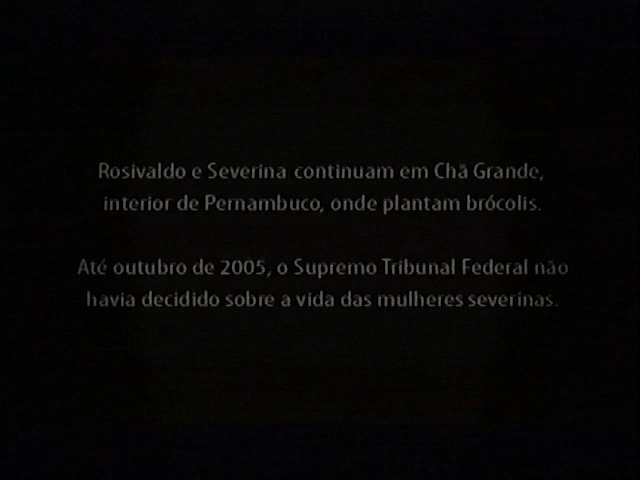 Rosivaldo e Severina continuam em Chã Grande,
interior de Pernambuco, onde plantam brócolis.
Até outubro de 2005, o Supremo Tribunal Federal não
havia decidido sobre a vida das mulheres severinas.